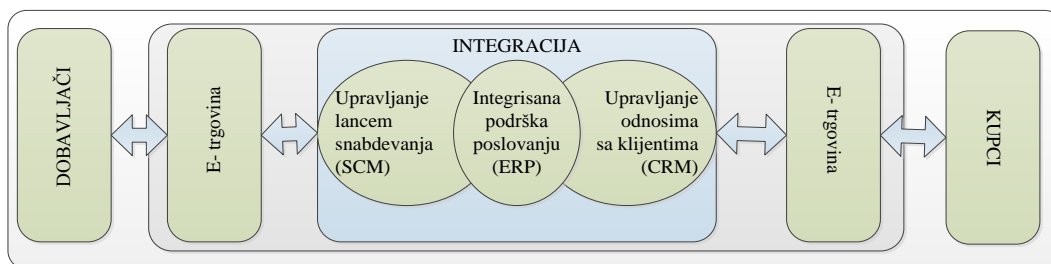 DOBAVLJAČI
E- trgovina
INTEGRACIJA
Upravljanje
lancem
snabdevanja
(SCM)
Integrisana
podrška
poslovanju
(ERP)
Upravljanje
odnosima
sa klijentima
(CRM)
E- trgovina
KUPCI